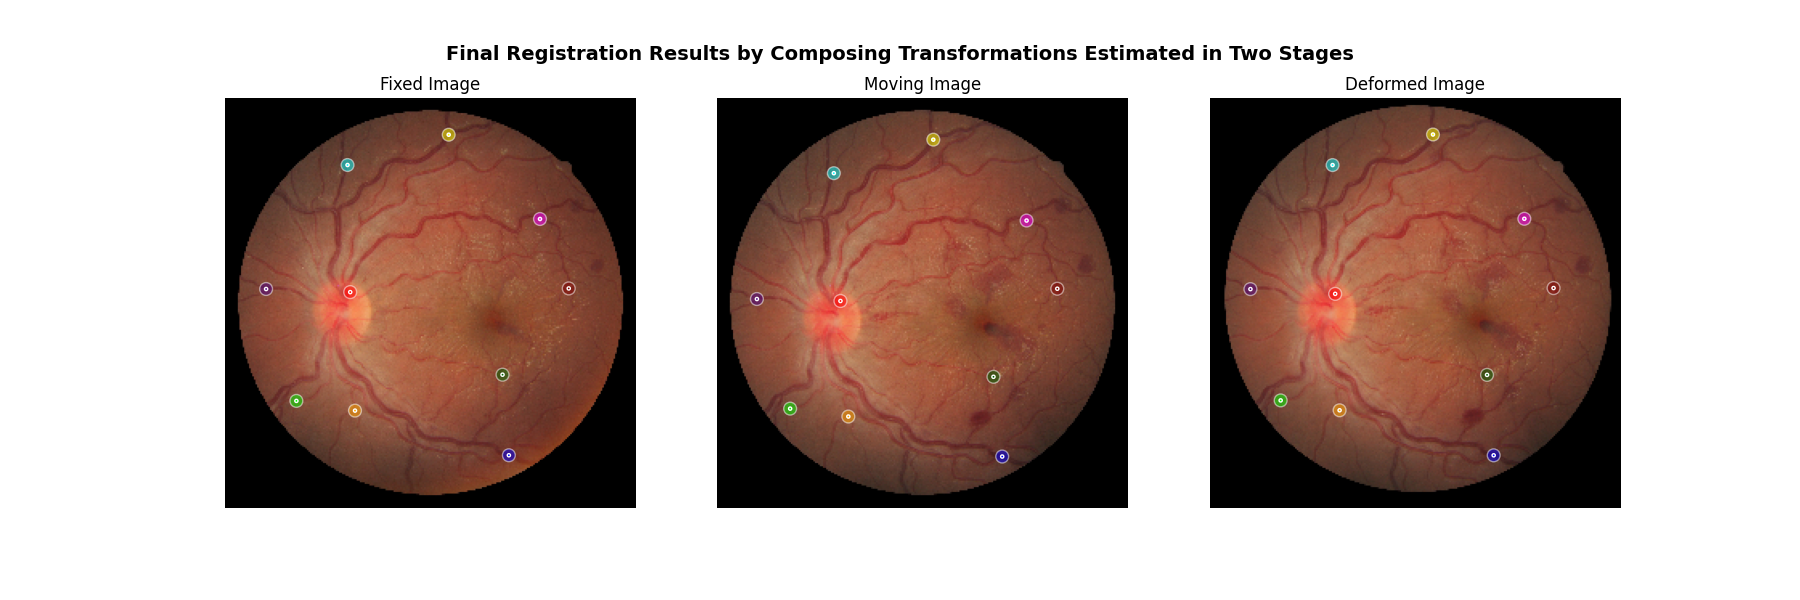 Final Registration Results by Composing Transformations Estimated in Two Stages
Fixed Image
Moving Image
Deformed Image